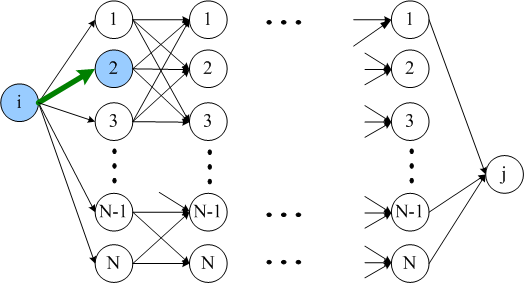 1 1 ... 1
2 2 2
i
3 3 3
j
N-1 N-1 ... N-1
N N ... N